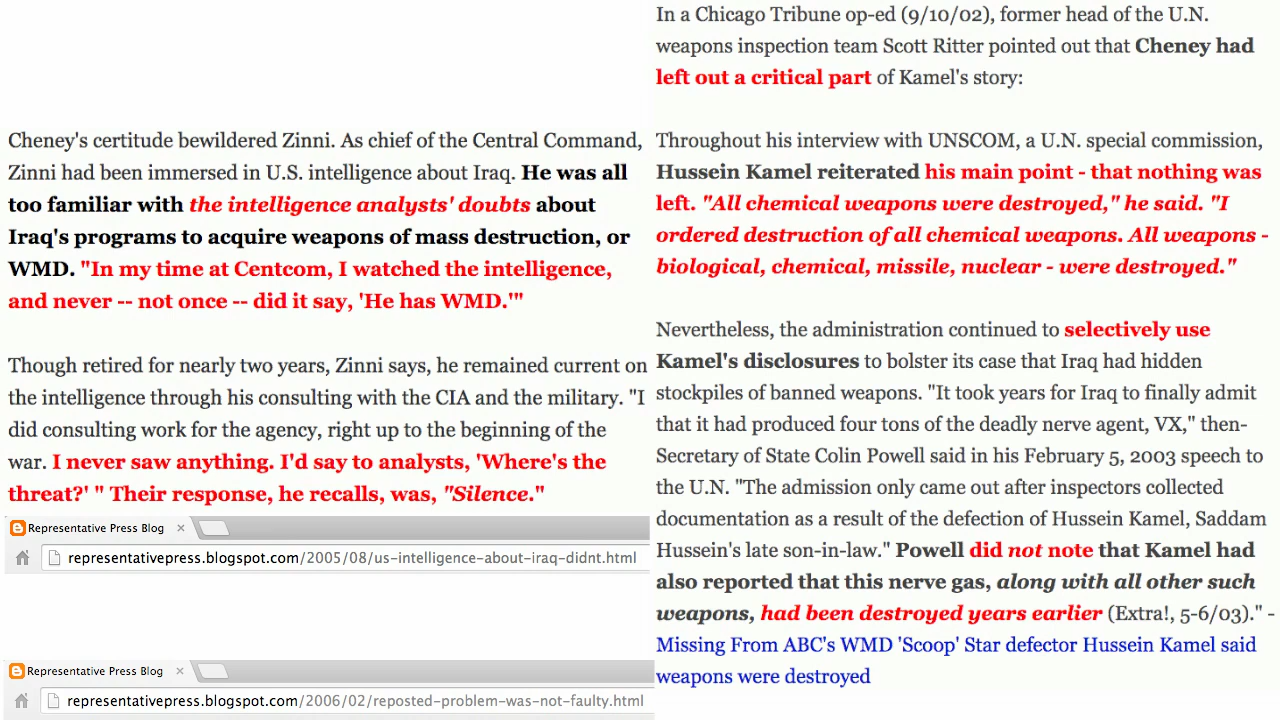 Cheney's certitude bewildered Zinni. As chief of the Central Command,
Zinni had been immersed in U.S. intelligence about Iraq. He was all
too familiar with the intelligence analysts' doubts about
Iraq's programs to acquire weapons of mass destruction, or
WMD. "In my time at Centcom, I watched the intelligence,
and never -- not once -- did it say, 'He has WMD.'"
Though retired for nearly two years, Zinni says, he remained current on
the intelligence through his consulting with the CIA and the military. "I
did consulting work for the agency, right up to the beginning of the
war. I never saw anything. I'd say to analysts, 'Where's the
threat?' " Their response, he recalls, was, "Silence."
Representative Press Blog
representativepress.blogspot.com/2005/08/us-intelligence-about-iraq-didnt.html
Representative Press Blog
representativepress.blogspot.com/2006/02/reposted-problem-was-not-faulty.html
In a Chicago Tribune op-ed (9/10/02), former head of the U.N.
weapons inspection team Scott Ritter pointed out that Cheney had
left out a critical part of Kamel's story:
Throughout his interview with UNSCOM, a U.N. special commission,
Hussein Kamel reiterated his main point - that nothing was
left. "All chemical weapons were destroyed," he said. "I
ordered destruction of all chemical weapons. All weapons -
biological, chemical, missile, nuclear - were destroyed."
Nevertheless, the administration continued to selectively use
Kamel's disclosures to bolster its case that Iraq had hidden
stockpiles of banned weapons. "It took years for Iraq to finally admit
that it had produced four tons of the deadly nerve agent, VX," then-
Secretary of State Colin Powell said in his February 5, 2003 speech to
the U.N. "The admission only came out after inspectors collected
documentation as a result of the defection of Hussein Kamel, Saddam
Hussein's late son-in-law." Powell did not note that Kamel had
also reported that this nerve gas, along with all other such
weapons, had been destroyed years earlier (Extra!, 5-6/03)." -
Missing From ABC's WMD 'Scoop' Star defector Hussein Kamel said
weapons were destroyed